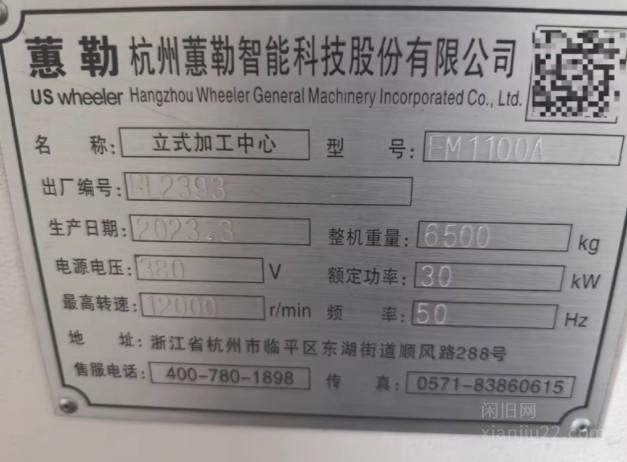 蕙勒 杭州蕙勒智能科技股份有限公司
US wheeler Hangzhou Wheeler General Machinery Incorporated Co., Ltd.
名 称: 立式加工中心 型 号: EM1100A
出厂编号: HL2393
生产日期: 2023.3 整机重量: 6500 kg
电源电压: 380 V 额定功率: 30 kW
最高转速: 12000 r/min 频 率: 50 Hz
地 址: 浙江省杭州市临平区东湖街道顺风路288号
售服电话: 400-780-1898 传 真: 0571-83860615
闲旧网
xianjiu22.com